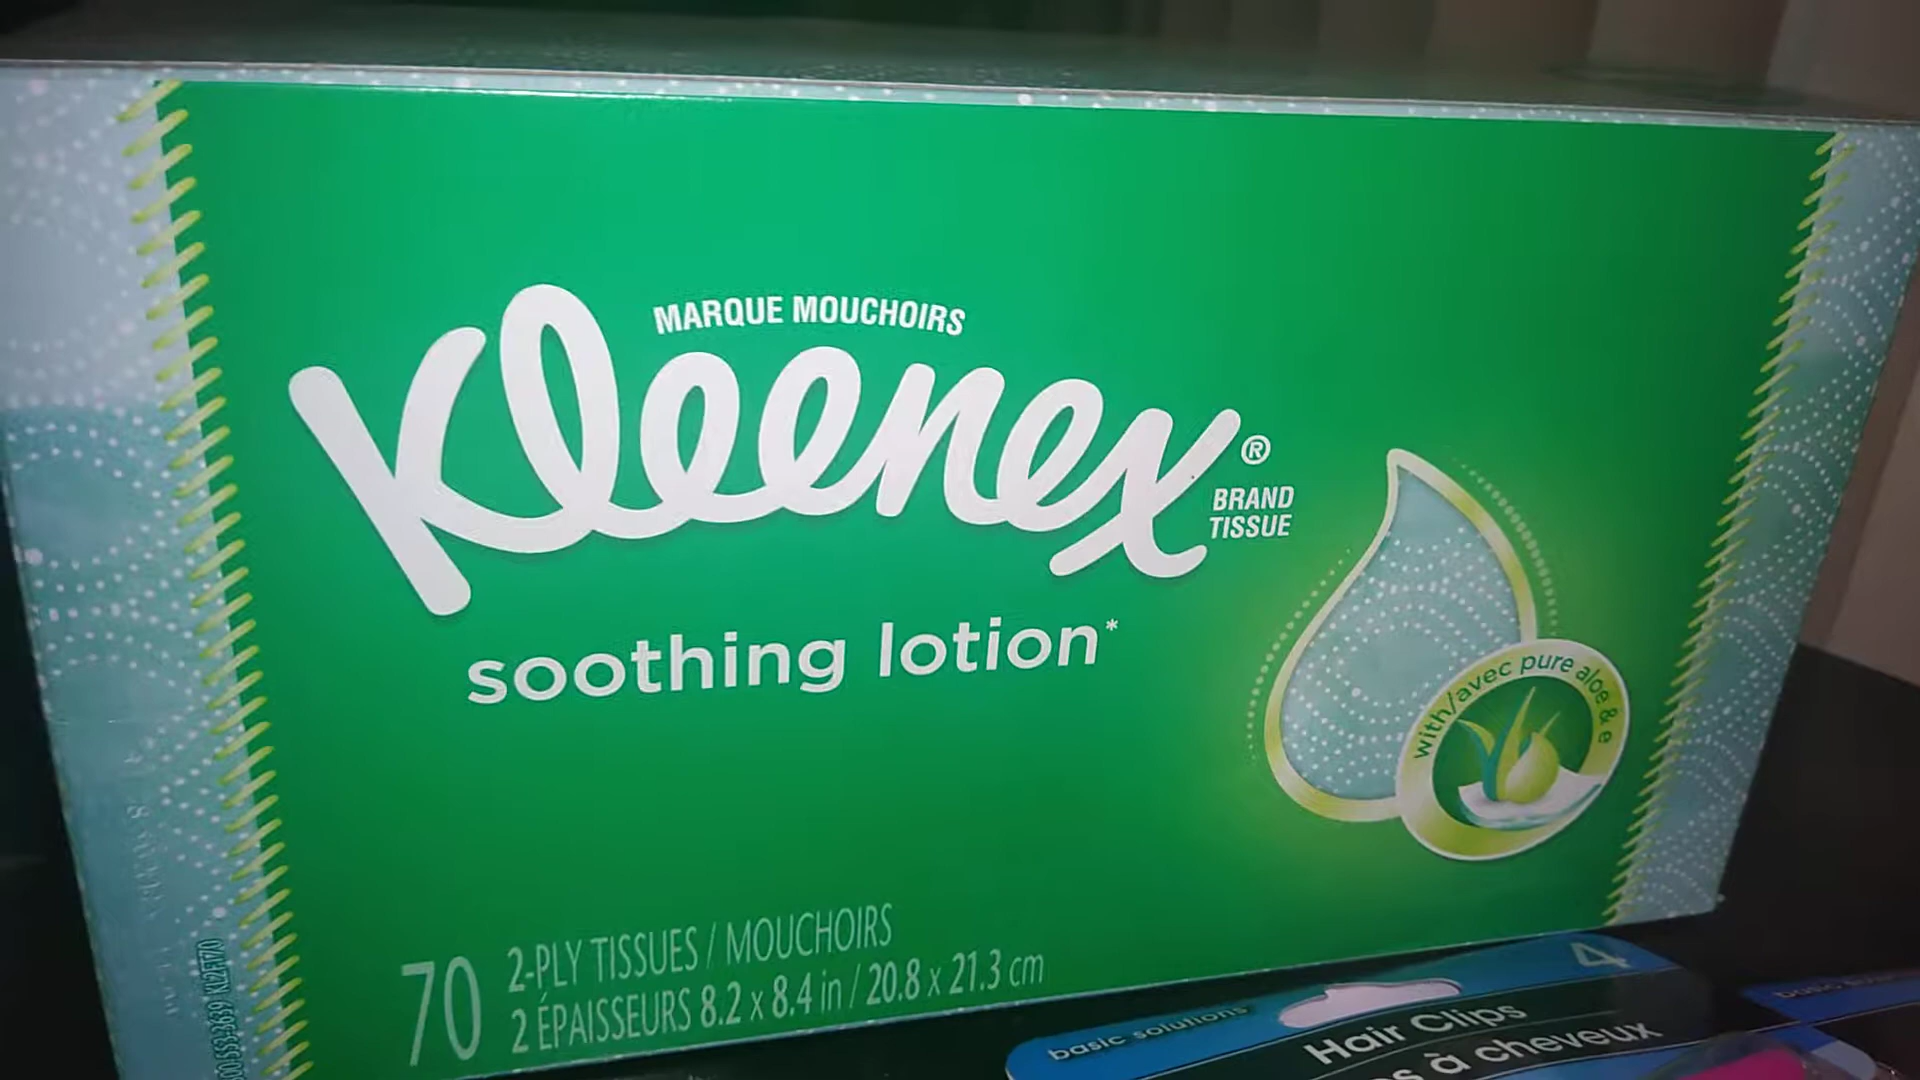 MARQUE MOUCHOIRS
Kleenex®
BRAND
TISSUE
soothing lotion*
with/avec pure aloe & e
70
2-PLY TISSUES / MOUCHOIRS
2 ÉPAISSEURS 8.2 x 8.4 in / 20.8 x 21.3 cm
basic solutions
4
Hair Clips
à cheveux